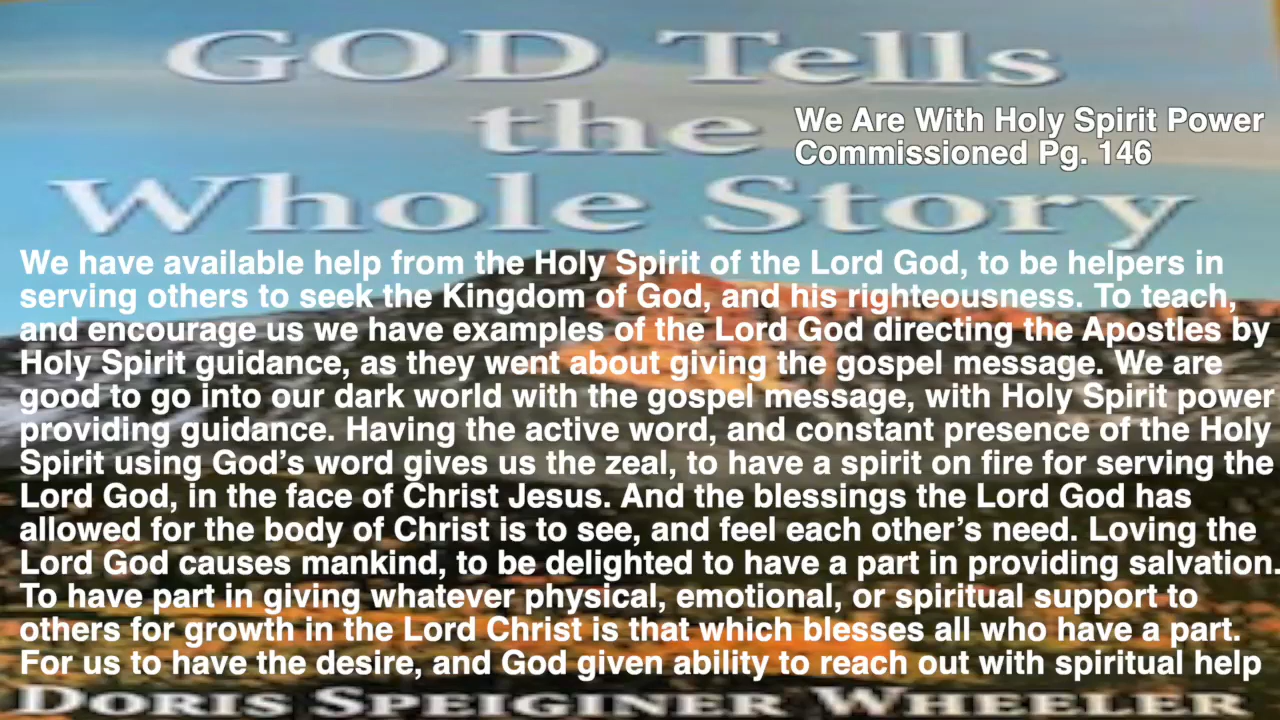 GOD Tells
the
Whole Story
We Are With Holy Spirit Power
Commissioned Pg. 146
We have available help from the Holy Spirit of the Lord God, to be helpers in
serving others to seek the Kingdom of God, and his righteousness. To teach,
and encourage us we have examples of the Lord God directing the Apostles by
Holy Spirit guidance, as they went about giving the gospel message. We are
good to go into our dark world with the gospel message, with Holy Spirit power
providing guidance. Having the active word, and constant presence of the Holy
Spirit using God’s word gives us the zeal, to have a spirit on fire for serving the
Lord God, in the face of Christ Jesus. And the blessings the Lord God has
allowed for the body of Christ is to see, and feel each other’s need. Loving the
Lord God causes mankind, to be delighted to have a part in providing salvation.
To have part in giving whatever physical, emotional, or spiritual support to
others for growth in the Lord Christ is that which blesses all who have a part.
For us to have the desire, and God given ability to reach out with spiritual help
DORIS SPEIGINER WHEELER